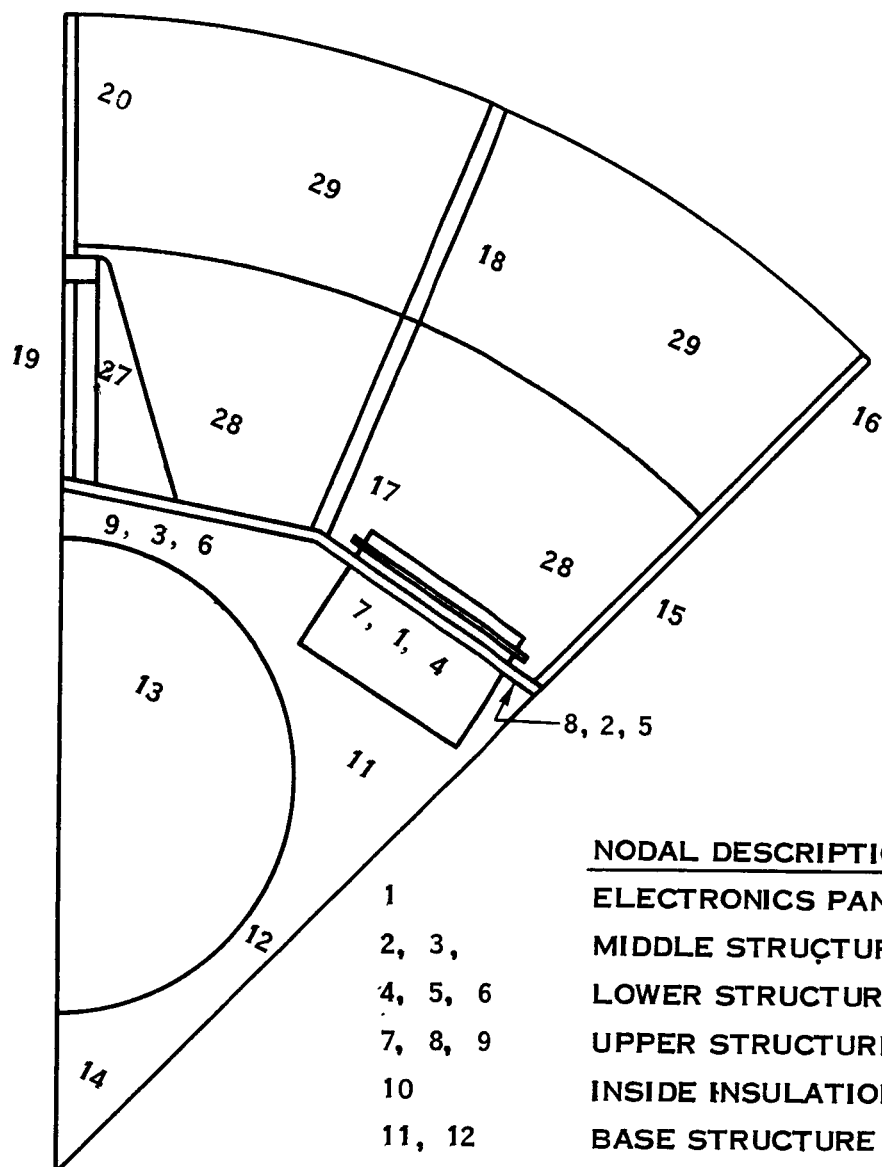 20
29
18
29
19
27
28
16
17
9, 3, 6
28
15
7, 1, 4
13
8, 2, 5
11
NODAL DESCRIPTI
1 ELECTRONICS PAN
12
2, 3, MIDDLE STRUCTUR
4, 5, 6 LOWER STRUCTUR
14
7, 8, 9 UPPER STRUCTUR
10 INSIDE INSULATION
11, 12 BASE STRUCTURE